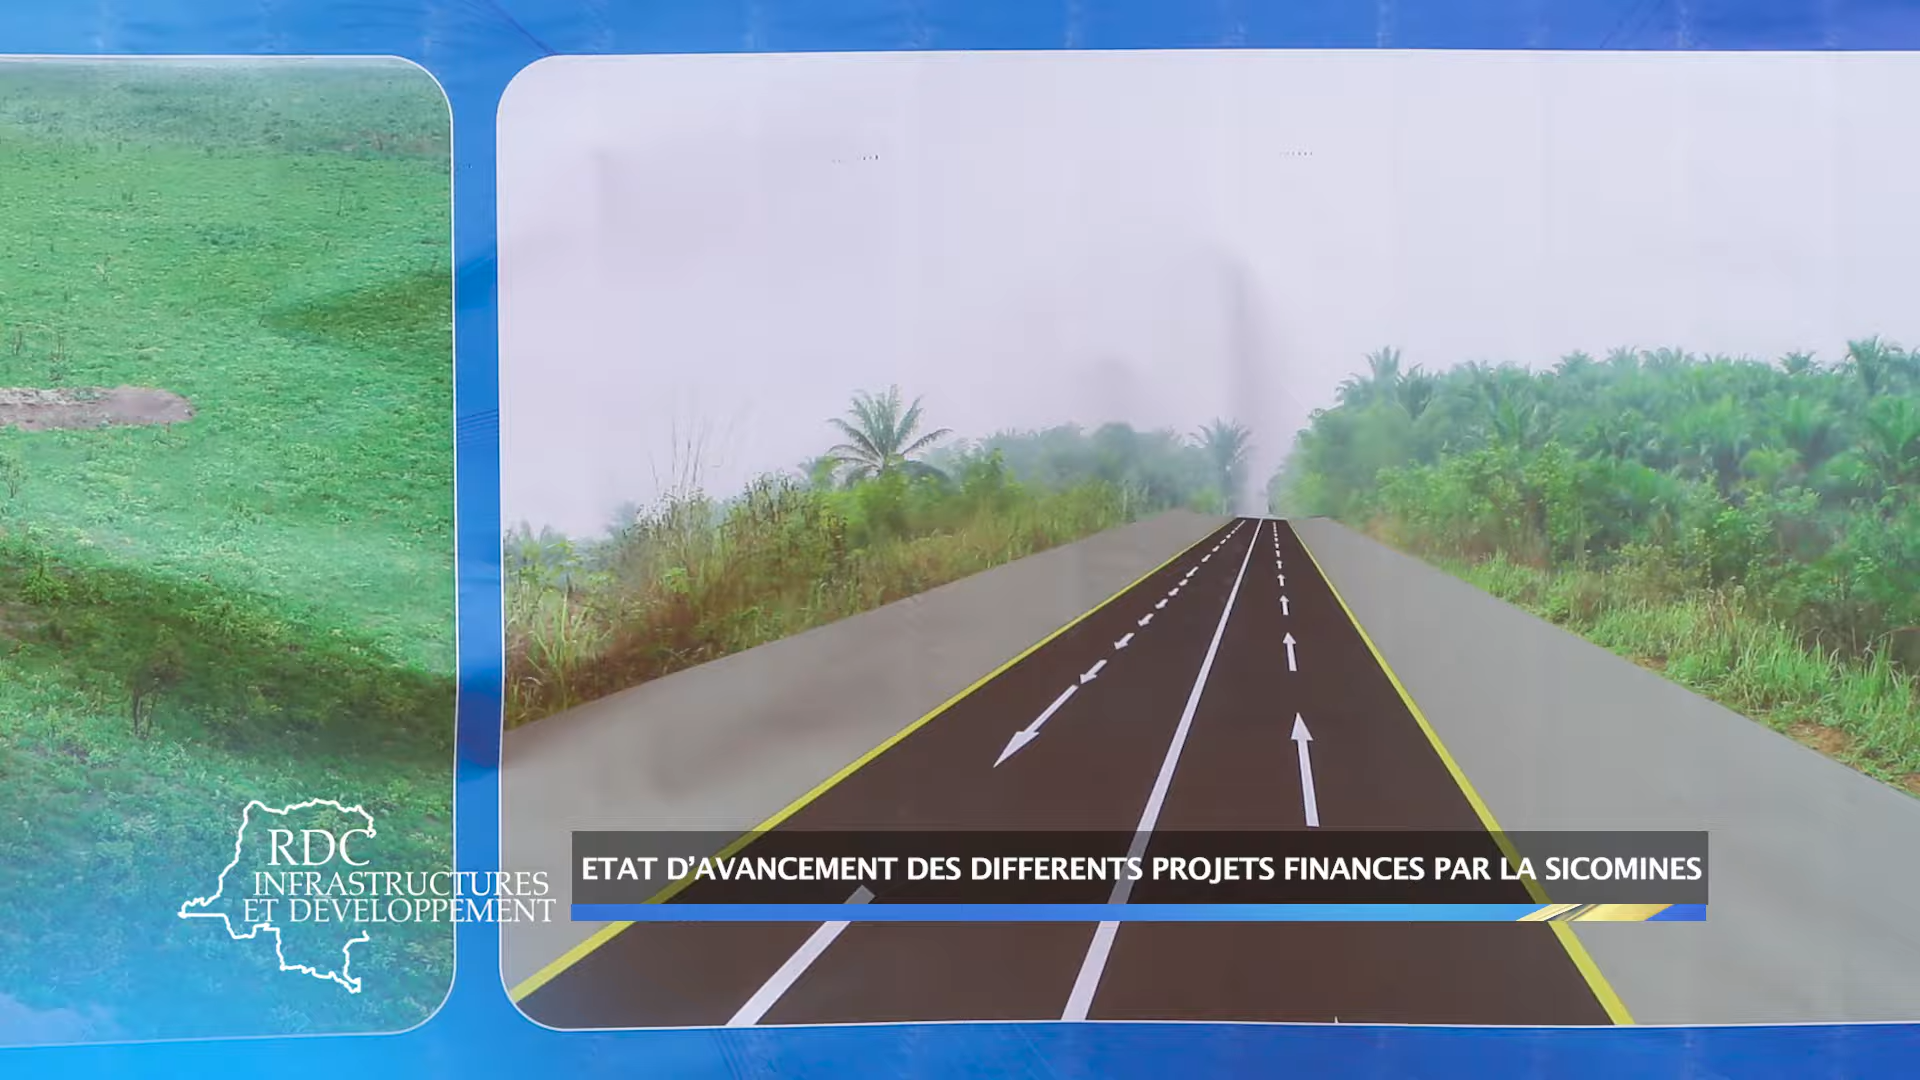 RDC
INFRASTRUCTURES
ET DEVELOPPEMENT
ETAT D'AVANCEMENT DES DIFFERENTS PROJETS FINANCES PAR LA SICOMINES